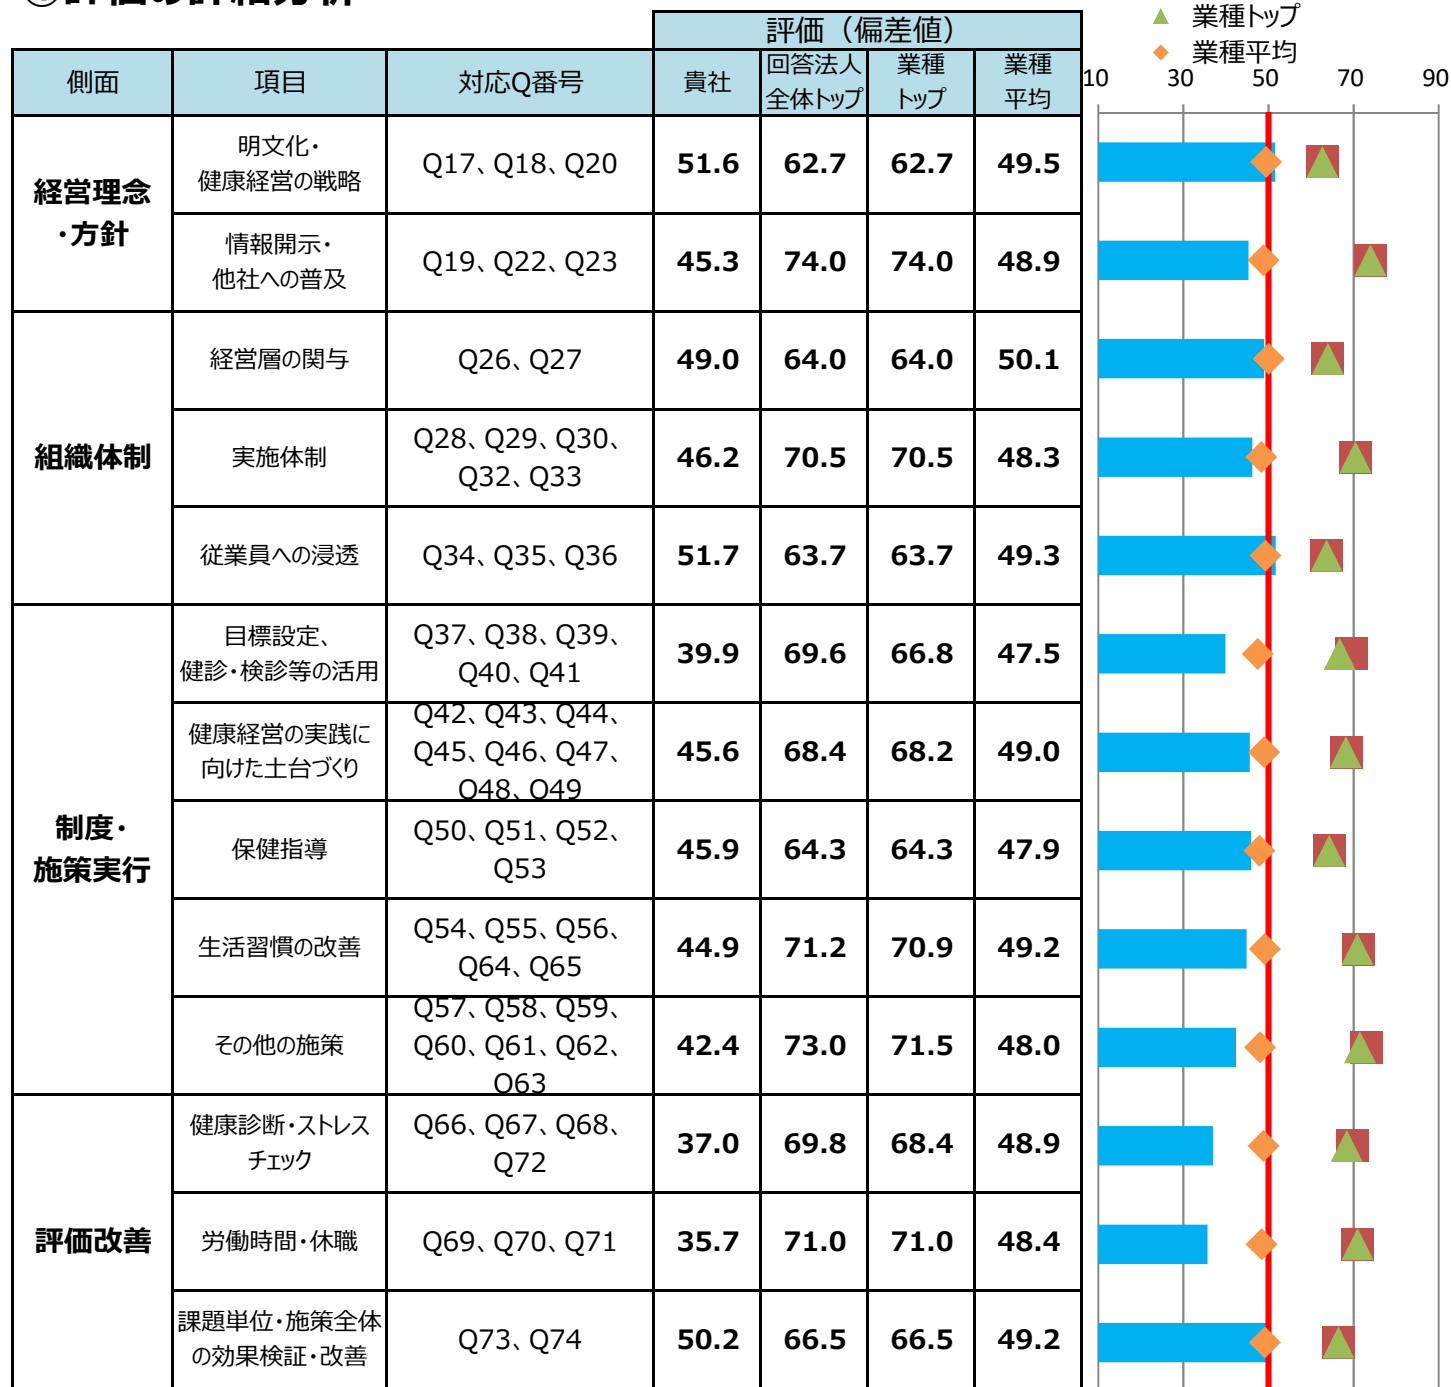 評価（偏差値）
▲ 業種トップ
◆ 業種平均
側面 項目 対応Q番号 貴社 回答法人 業種 業種
全体トップ トップ 平均
10 30 50 70 90
経営理念
・方針
明文化・
健康経営の戦略
Q17、Q18、Q20 51.6 62.7 62.7 49.5
情報開示・
他社への普及
Q19、Q22、Q23 45.3 74.0 74.0 48.9
組織体制
経営層の関与 Q26、Q27 49.0 64.0 64.0 50.1
実施体制
Q28、Q29、Q30、
Q32、Q33
46.2 70.5 70.5 48.3
従業員への浸透 Q34、Q35、Q36 51.7 63.7 63.7 49.3
制度・
施策実行
目標設定、
健診・検診等の活用
Q37、Q38、Q39、
Q40、Q41
39.9 69.6 66.8 47.5
健康経営の実践に
向けた土台づくり
Q42、Q43、Q44、
Q45、Q46、Q47、
Q48、Q49
45.6 68.4 68.2 49.0
保健指導
Q50、Q51、Q52、
Q53
45.9 64.3 64.3 47.9
生活習慣の改善
Q54、Q55、Q56、
Q64、Q65
44.9 71.2 70.9 49.2
その他の施策
Q57、Q58、Q59、
Q60、Q61、Q62、
Q63
42.4 73.0 71.5 48.0
評価改善
健康診断・ストレス
チェック
Q66、Q67、Q68、
Q72
37.0 69.8 68.4 48.9
労働時間・休職 Q69、Q70、Q71 35.7 71.0 71.0 48.4
課題単位・施策全体
の効果検証・改善
Q73、Q74 50.2 66.5 66.5 49.2